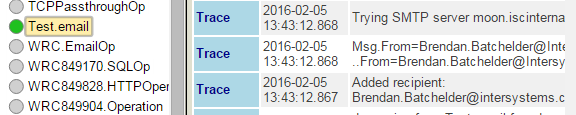 TCPPassthroughOp
Test.email
WRC.EmailOp
WRC849170.SQLOp
WRC849828.HTTPOper
WRC849904.Operation
Trace
2016-02-05
13:43:12.868
Trying SMTP server moon.iscinterna
Trace
2016-02-05
13:43:12.868
Msg.From=Brendan.Batchelder@Inte
..From=Brendan.Batchelder@Intersy
Trace
2016-02-05
13:43:12.867
Added recipient:
Brendan.Batchelder@intersystems.c